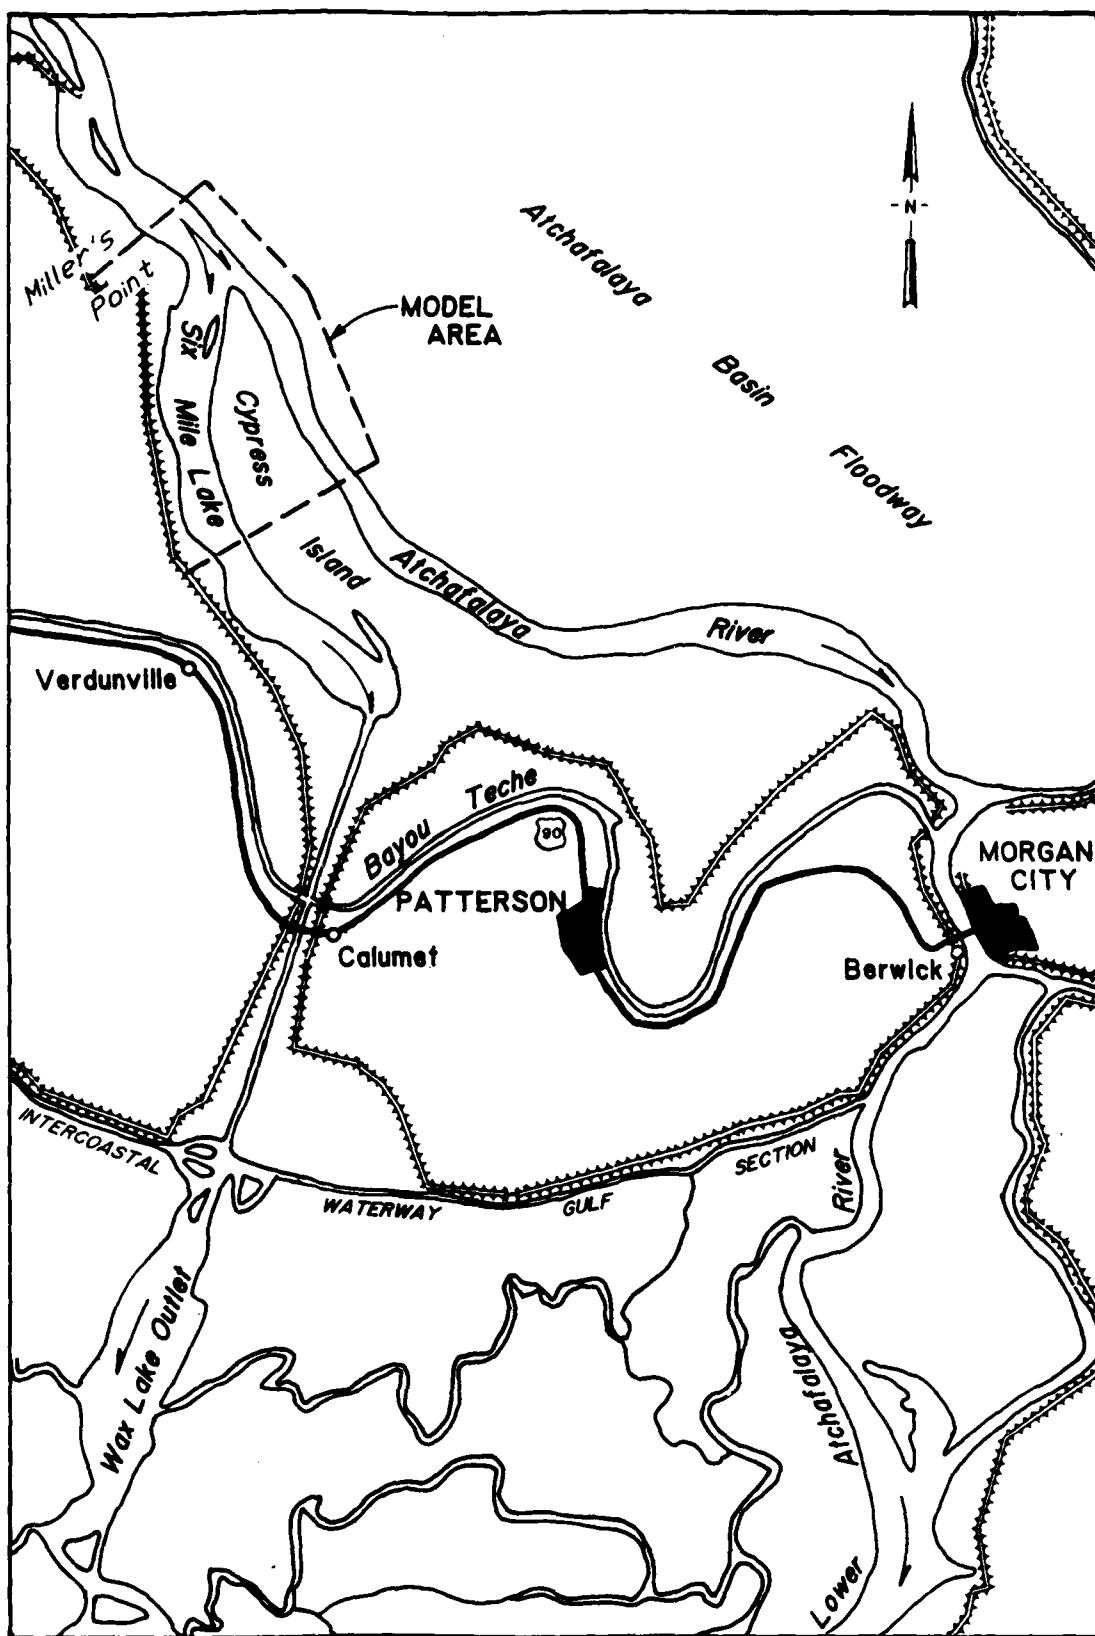 Atchafalaya
- N -
Miller's
Point
MODEL
AREA
Six
Mile
Lake
Cypress
Island
Basin
Floodway
Atchafalaya
River
Verdunville
Bayou
Teche
90
PATTERSON
Calumet
MORGAN
CITY
Berwick
INTERCOASTAL
WATERWAY
GULF
SECTION
River
Wax Lake Outlet
Atchafalaya
Lower